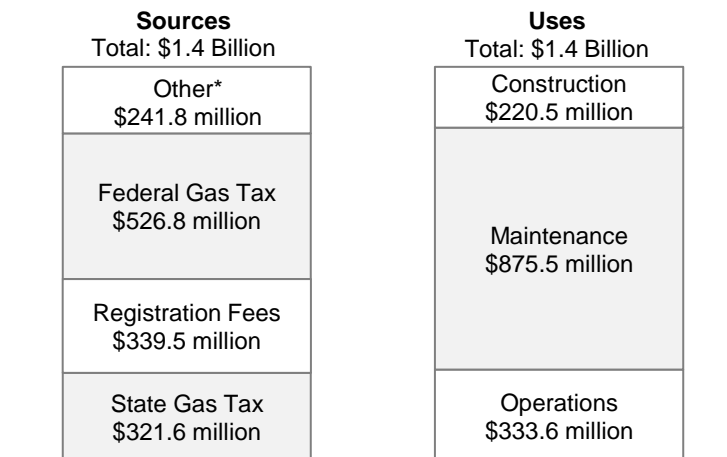 Sources
Total: $1.4 Billion
Other*
$241.8 million
Federal Gas Tax
$526.8 million
Registration Fees
$339.5 million
State Gas Tax
$321.6 million
Uses
Total: $1.4 Billion
Construction
$220.5 million
Maintenance
$875.5 million
Operations
$333.6 million